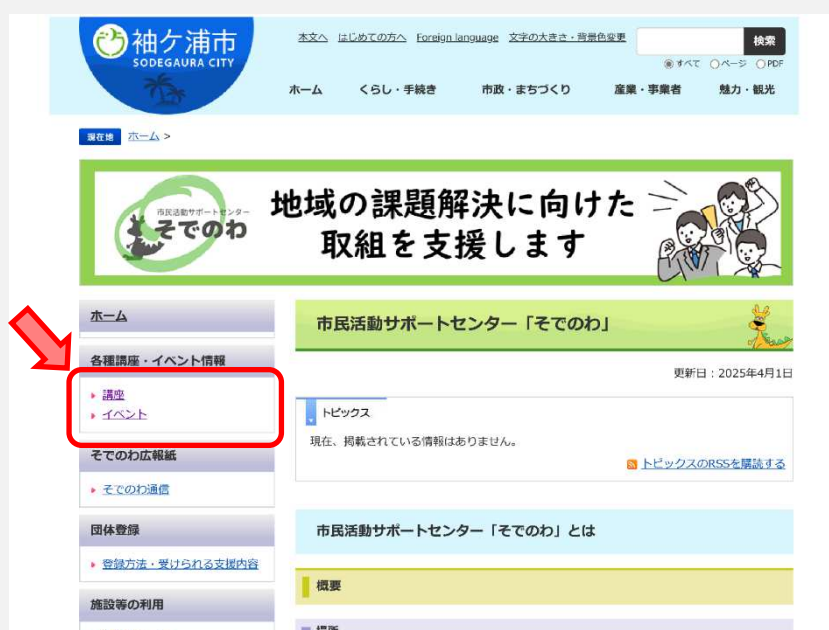 袖ケ浦市
SODEGAURA CITY
本文へ はじめての方へ Foreign language 文字の大きさ・背景色変更
検索
すべて ページ PDF
ホーム くらし・手続き 市政・まちづくり 産業・事業者 魅力・観光
現在地 ホーム >
市民活動サポートセンター
そでのわ
地域の課題解決に向けた
取組を支援します
ホーム
各種講座・イベント情報
講座
イベント
そでのわ広報紙
そでのわ通信
団体登録
登録方法・受けられる支援内容
施設等の利用
市民活動サポートセンター「そでのわ」
更新日：2025年4月1日
トピックス
現在、掲載されている情報はありません。
トピックスのRSSを購読する
市民活動サポートセンター「そでのわ」とは
概要